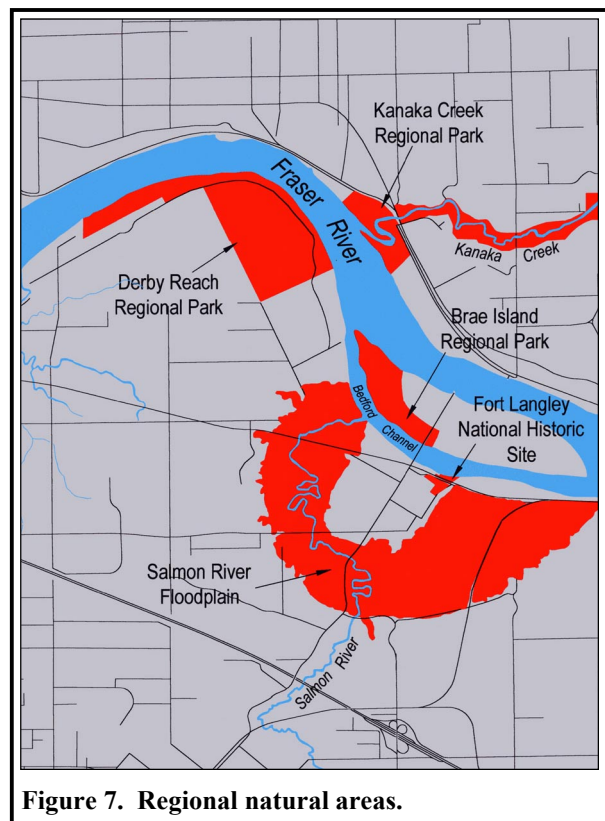 Kanaka Creek
Regional Park
Fraser
River
Kanaka Creek
Derby Reach
Regional Park
Brae Island
Regional Park
Bedford
Channel
Fort Langley
National Historic
Site
Salmon River
Floodplain
Salmon River
Figure 7. Regional natural areas.